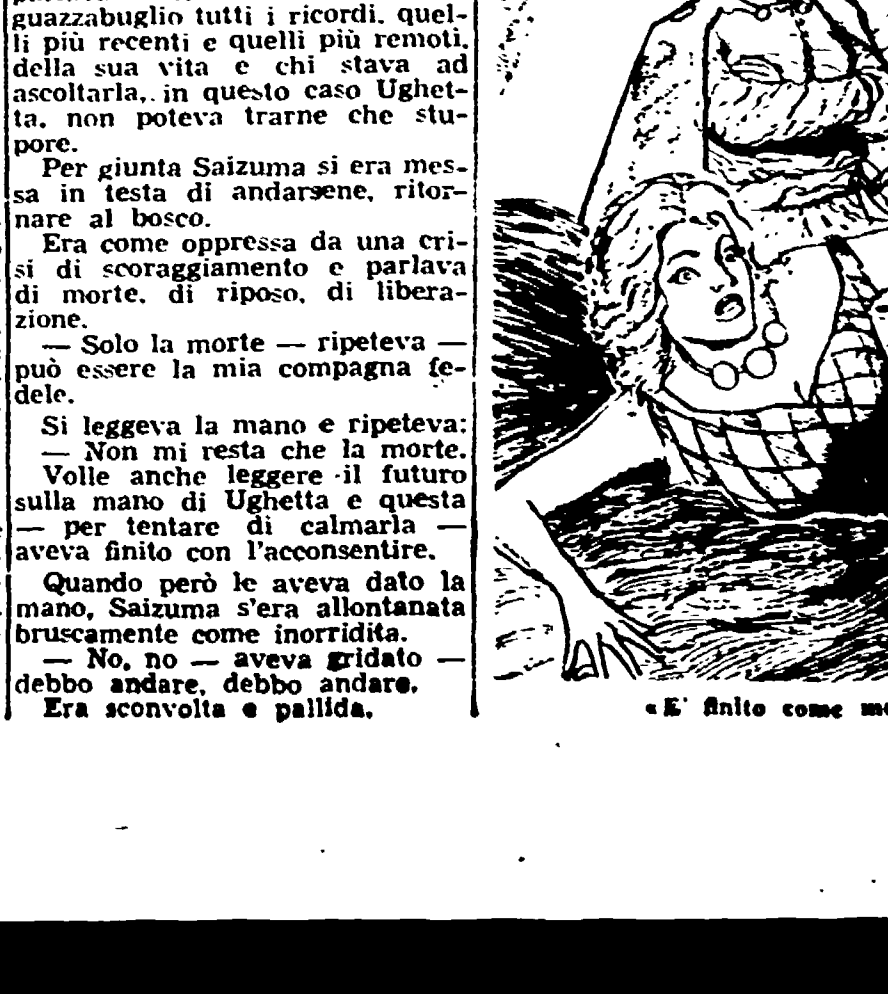 guazzabuglio tutti i ricordi, quel-
li più recenti e quelli più remoti,
della sua vita e chi stava ad
ascoltarla, in questo caso Ughet-
ta, non poteva trarne che stu-
pore.
Per giunta Saizuma si era mes-
sa in testa di andarsene, ritor-
nare al bosco.
Era come oppressa da una cri-
si di scoraggiamento e parlava
di morte, di riposo, di libera-
zione.
— Solo la morte — ripeteva —
può essere la mia compagna fe-
dele.
Si leggeva la mano e ripeteva:
— Non mi resta che la morte.
Volle anche leggere il futuro
sulla mano di Ughetta e questa
— per tentare di calmarla —
aveva finito con l'acconsentire.
Quando però le aveva dato la
mano, Saizuma s'era allontanata
bruscamente come inorridita.
— No, no — aveva gridato —
debbo andare, debbo andare.
Era sconvolta e pallida.
«E' finito come